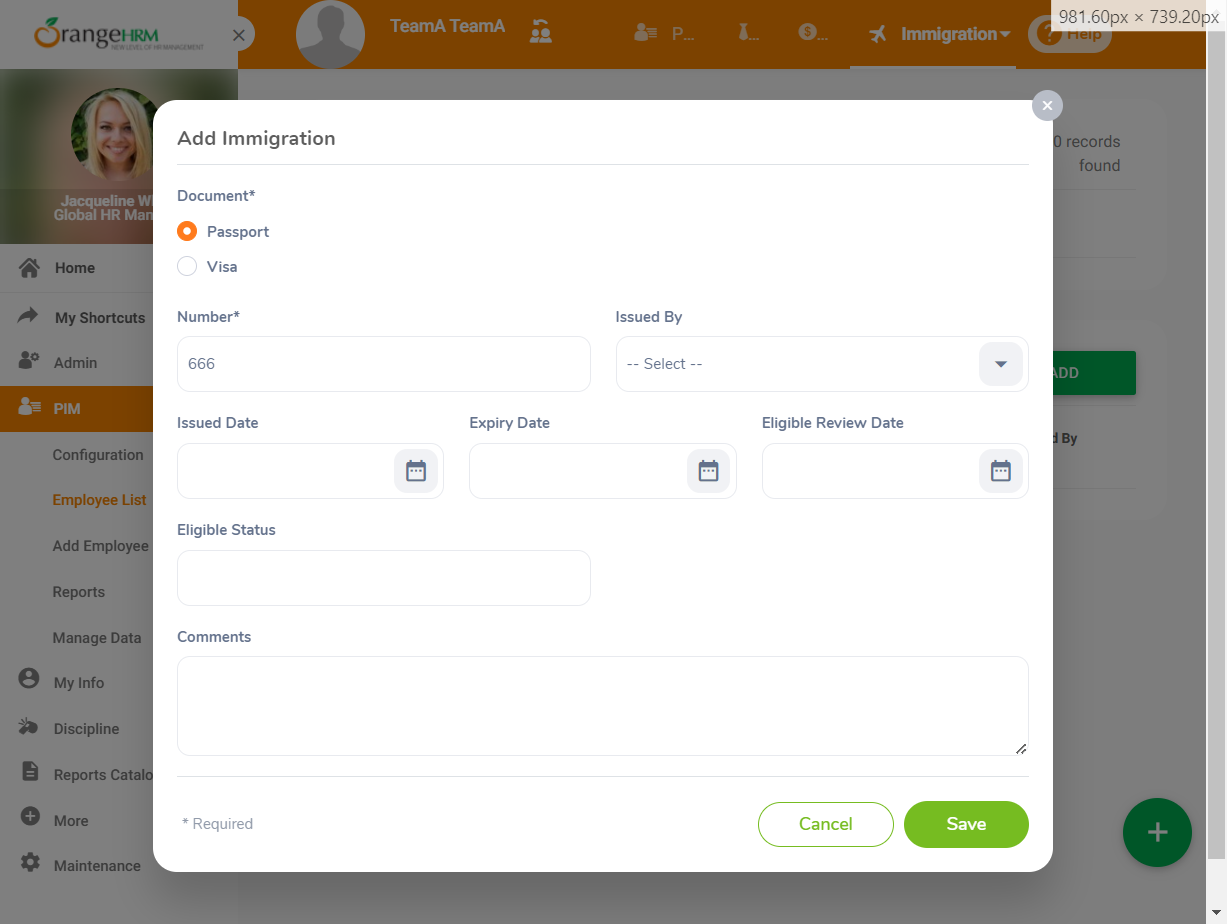 OrangeHRM
NEW LEVEL OF HR MANAGEMENT
TeamA TeamA
P...
...
$...
Immigration
? Help
981.60px × 739.20px
Jacqueline W
Global HR Man
Home
My Shortcuts
Admin
PIM
Configuration
Employee List
Add Employee
Reports
Manage Data
My Info
Discipline
Reports Catalo
More
Maintenance
0 records
found
ADD
d By
Add Immigration
Document*
Passport
Visa
Number*
Issued By
666
-- Select --
Issued Date
Expiry Date
Eligible Review Date
Eligible Status
Comments
* Required
Cancel
Save